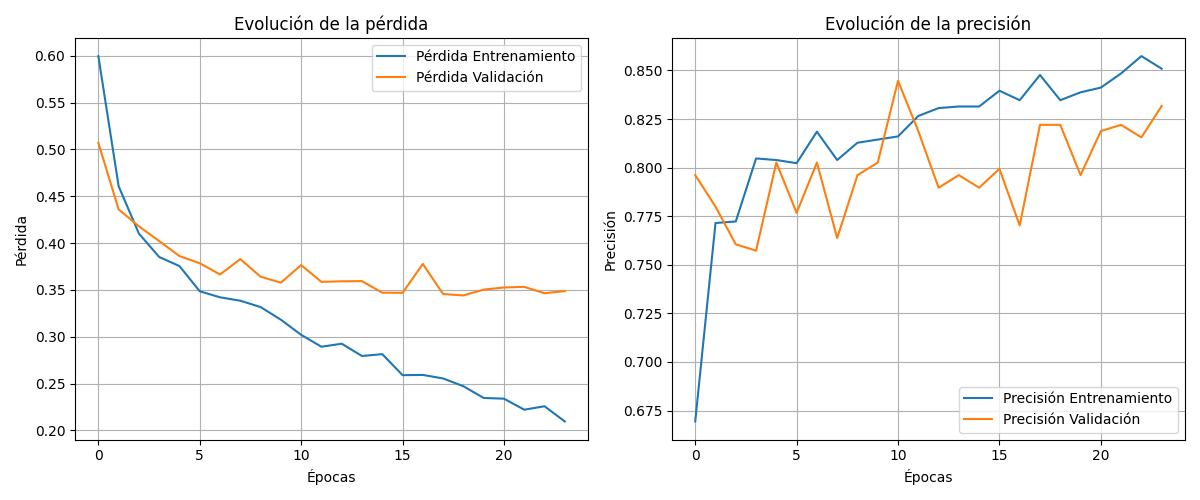 Evolución de la pérdida
Pérdida Entrenamiento
Pérdida Validación
0.60
0.55
0.50
0.45
0.40
0.35
0.30
0.25
0.20
Pérdida
0
5
10
15
20
Épocas
Evolución de la precisión
0.850
0.825
0.800
0.775
0.750
0.725
0.700
0.675
Precisión
Precisión Entrenamiento
Precisión Validación
0
5
10
15
20
Épocas